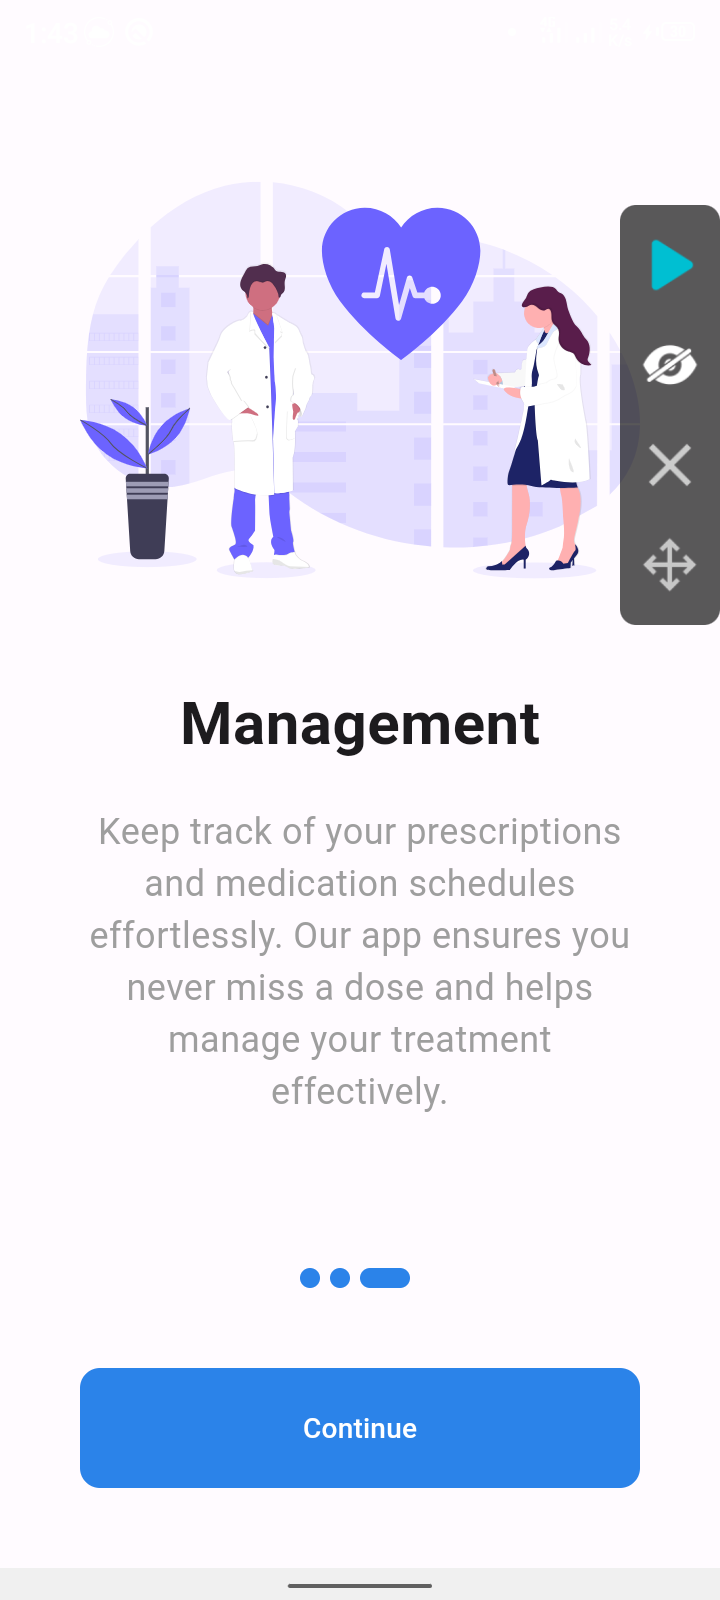 Management
Keep track of your prescriptions
and medication schedules
effortlessly. Our app ensures you
never miss a dose and helps
manage your treatment
effectively.
Continue